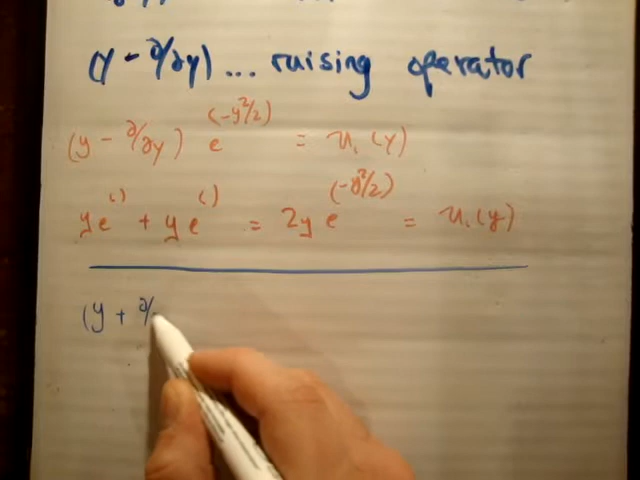 (y - ∂/∂y) ... raising operator
(y - ∂/∂y) e^(-y²/2) = u₁(y)
ye^() + ye^() = 2y e^(-y²/2) = u₁(y)
(y + ∂/